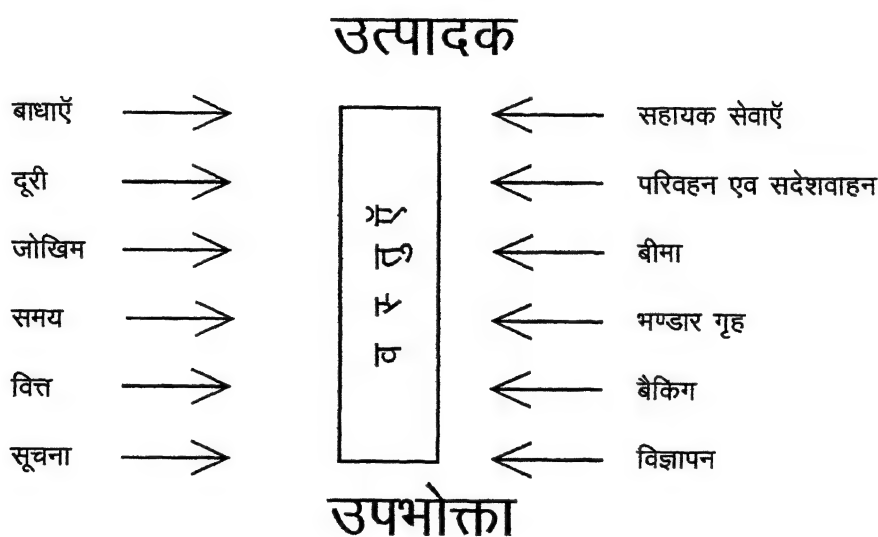 उत्पादक
बाधाऍ सहायक सेवाऍ
दूरी परिवहन एव सदेशवाहन
जोखिम बीमा
समय भण्डार गृह
वित्त बैकिग
सूचना विज्ञापन
व स् तु ऍ
उपभोक्ता